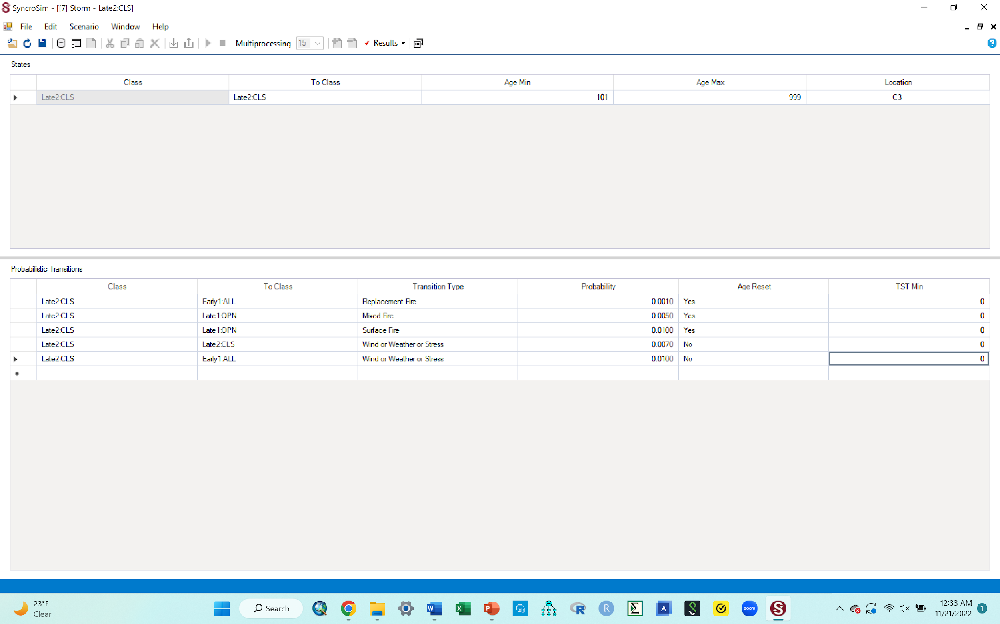 SyncroSim - [[7] Storm - Late2:CLS]
File Edit Scenario Window Help
Multiprocessing 15 Results
States
Class To Class Age Min Age Max Location
Late2:CLS Late2:CLS 101 999 C3
Probabilistic Transitions
Class To Class Transition Type Probability Age Reset TST Min
Late2:CLS Early1:ALL Replacement Fire 0.0010 Yes 0
Late2:CLS Late1:OPN Mixed Fire 0.0050 Yes 0
Late2:CLS Late1:OPN Surface Fire 0.0100 Yes 0
Late2:CLS Late2:CLS Wind or Weather or Stress 0.0070 No 0
Late2:CLS Early1:ALL Wind or Weather or Stress 0.0100 No 0
23°F
Clear
Search
zoom
12:33 AM
11/21/2022
1